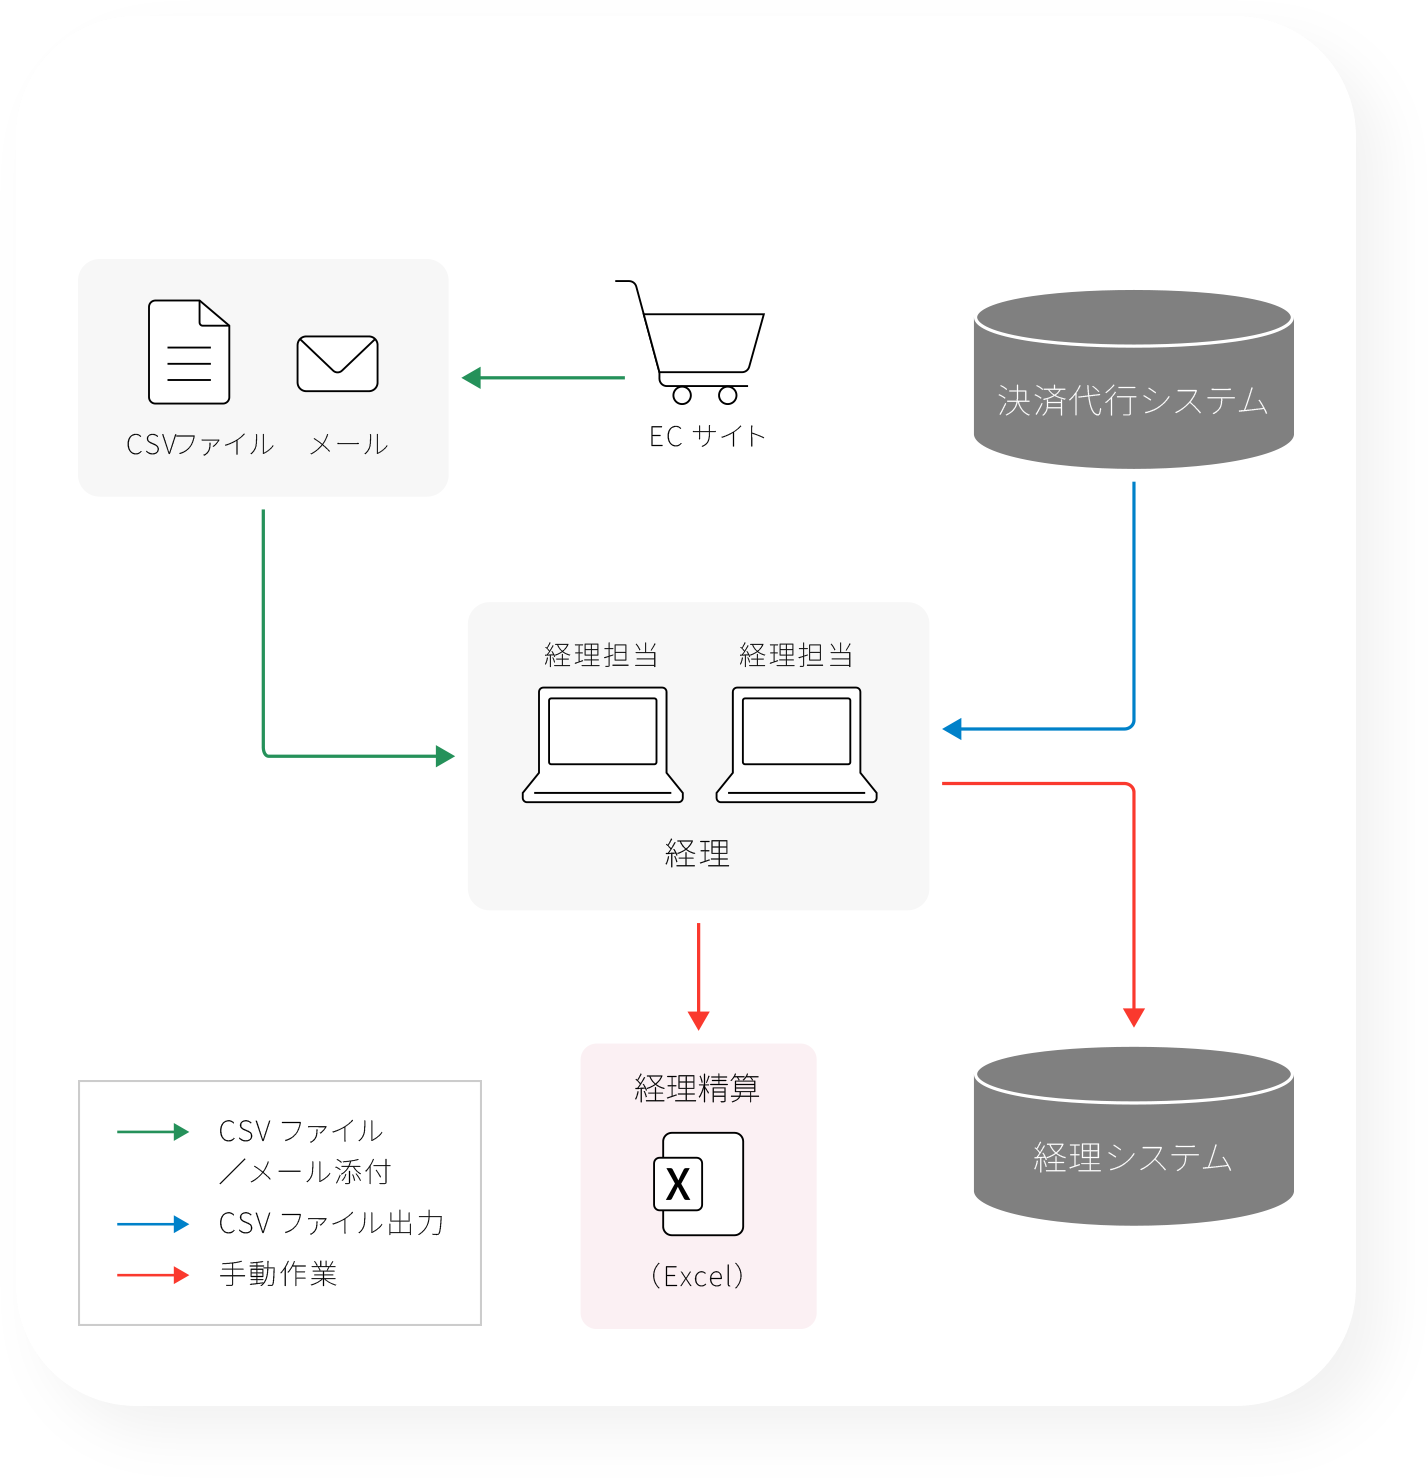 CSVファイル
メール
EC サイト
決済代行システム
経理担当
経理担当
経理
経理精算
X
（Excel）
経理システム
CSV ファイル
／メール添付
CSV ファイル出力
手動作業